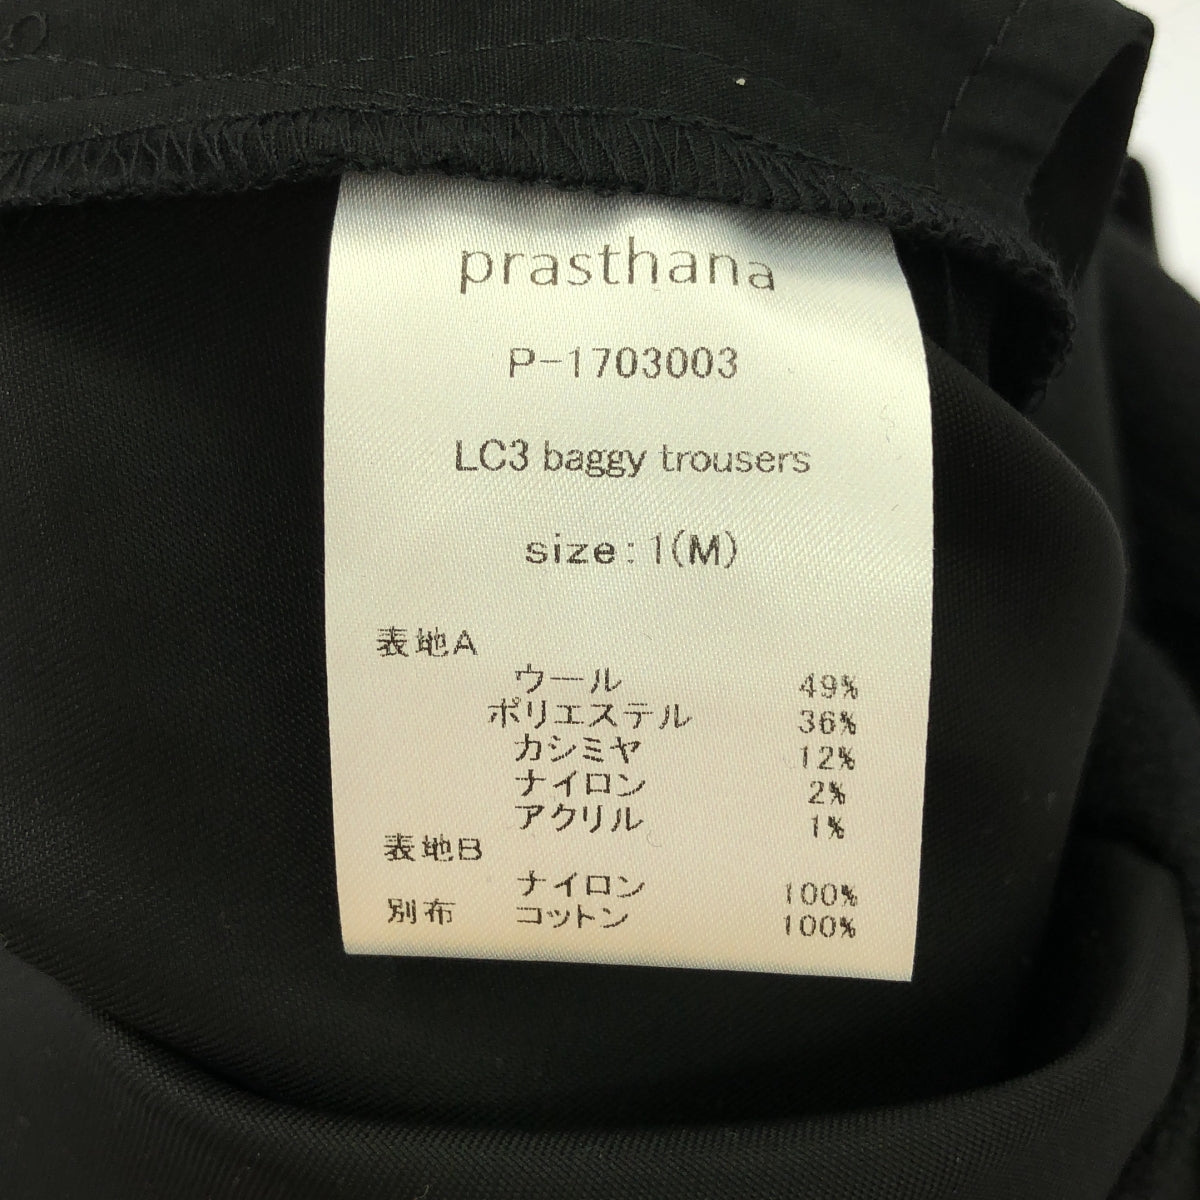 prasthana
P-1703003
LC3 baggy trousers
size:1(M)
表地A
ウール 49%
ポリエステル 36%
カシミヤ 12%
ナイロン 2%
アクリル 1%
表地B
ナイロン 100%
別布 コットン 100%